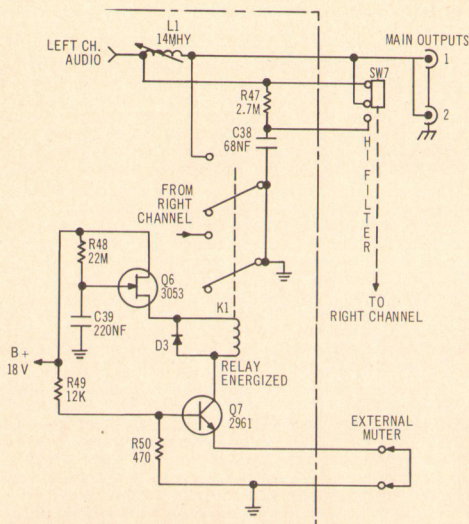 L1
14MHY
LEFT CH.
AUDIO
MAIN OUTPUTS
1
2
SW7
R47
2.7M
C38
68NF
HI FILTER
FROM
RIGHT
CHANNEL
TO
RIGHT CHANNEL
R48
22M
Q6
3053
K1
C39
220NF
D3
RELAY
ENERGIZED
B+
18V
R49
12K
Q7
2961
R50
470
EXTERNAL
MUTER